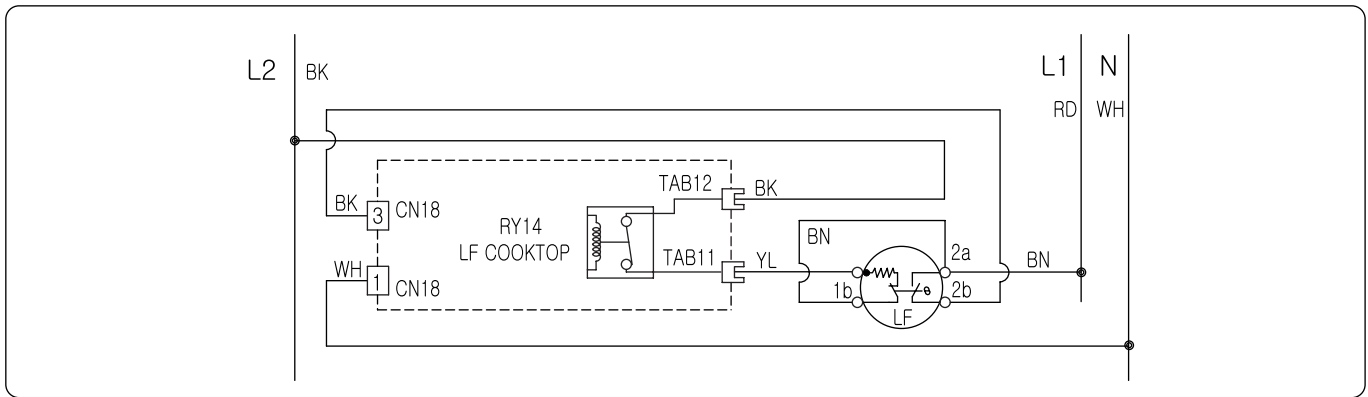 L2 BK
L1 N
RD WH
TAB12 BK
BK 3 CN18
RY14
LF COOKTOP
BN
2a
TAB11 YL
BN
WH 1 CN18
1b θ 2b
LF